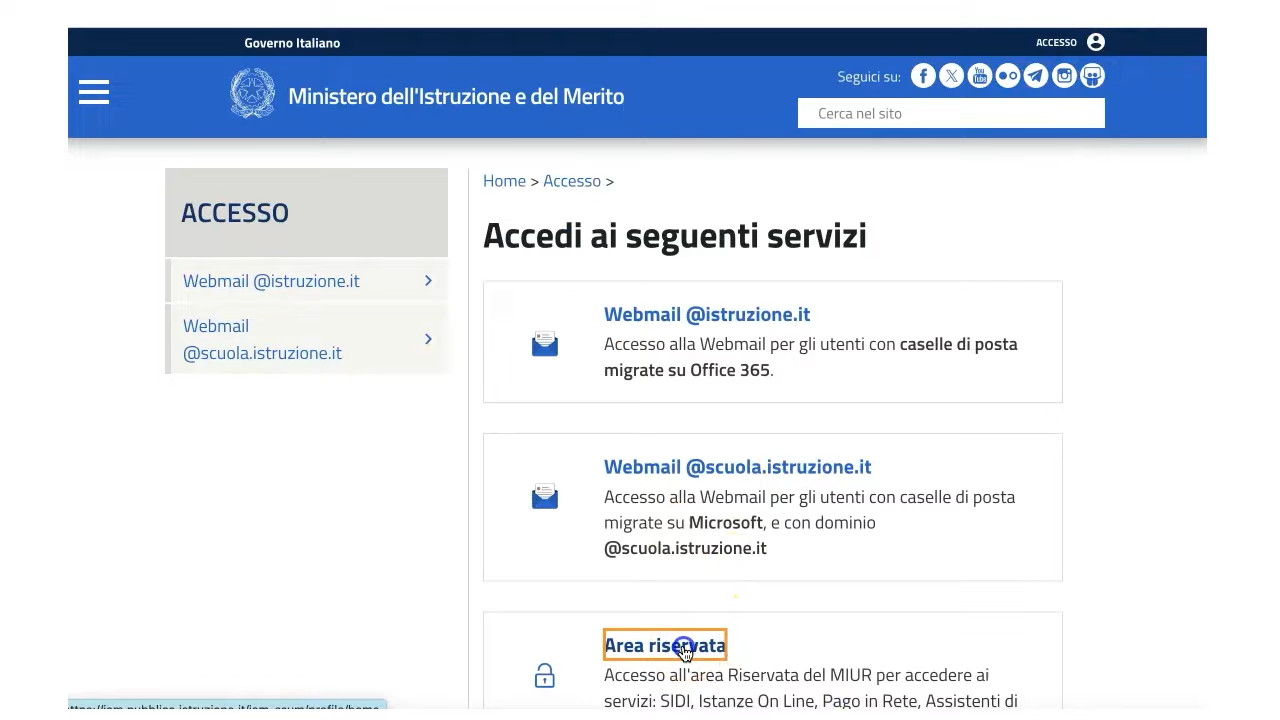 Governo Italiano
ACCESSO
Ministero dell'Istruzione e del Merito
Seguici su:
Cerca nel sito
ACCESSO
Webmail @istruzione.it
Webmail
@scuola.istruzione.it
Home > Accesso >
Accedi ai seguenti servizi
Webmail @istruzione.it
Accesso alla Webmail per gli utenti con caselle di posta
migrate su Office 365.
Webmail @scuola.istruzione.it
Accesso alla Webmail per gli utenti con caselle di posta
migrate su Microsoft, e con dominio
@scuola.istruzione.it
Area riservata
Accesso all'area Riservata del MIUR per accedere ai
servizi: SIDI, Istanze On Line, Pago in Rete, Assistenti di